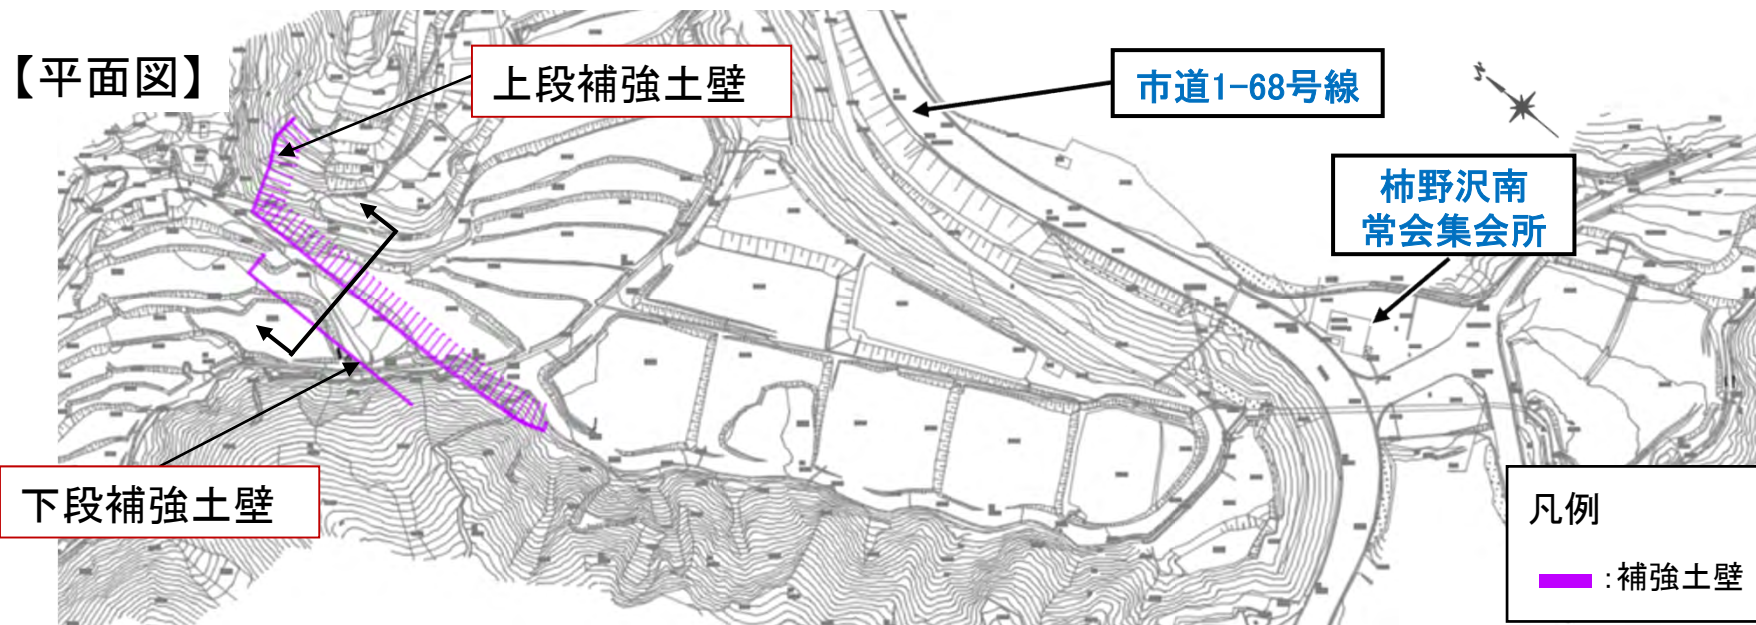 【平面図】
上段補強土壁
市道1-68号線
柿野沢南
常会集会所
下段補強土壁
凡例
:補強土壁